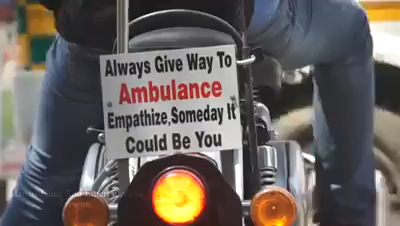 Always Give Way To
Ambulance
Empathize,Someday It
Could Be You